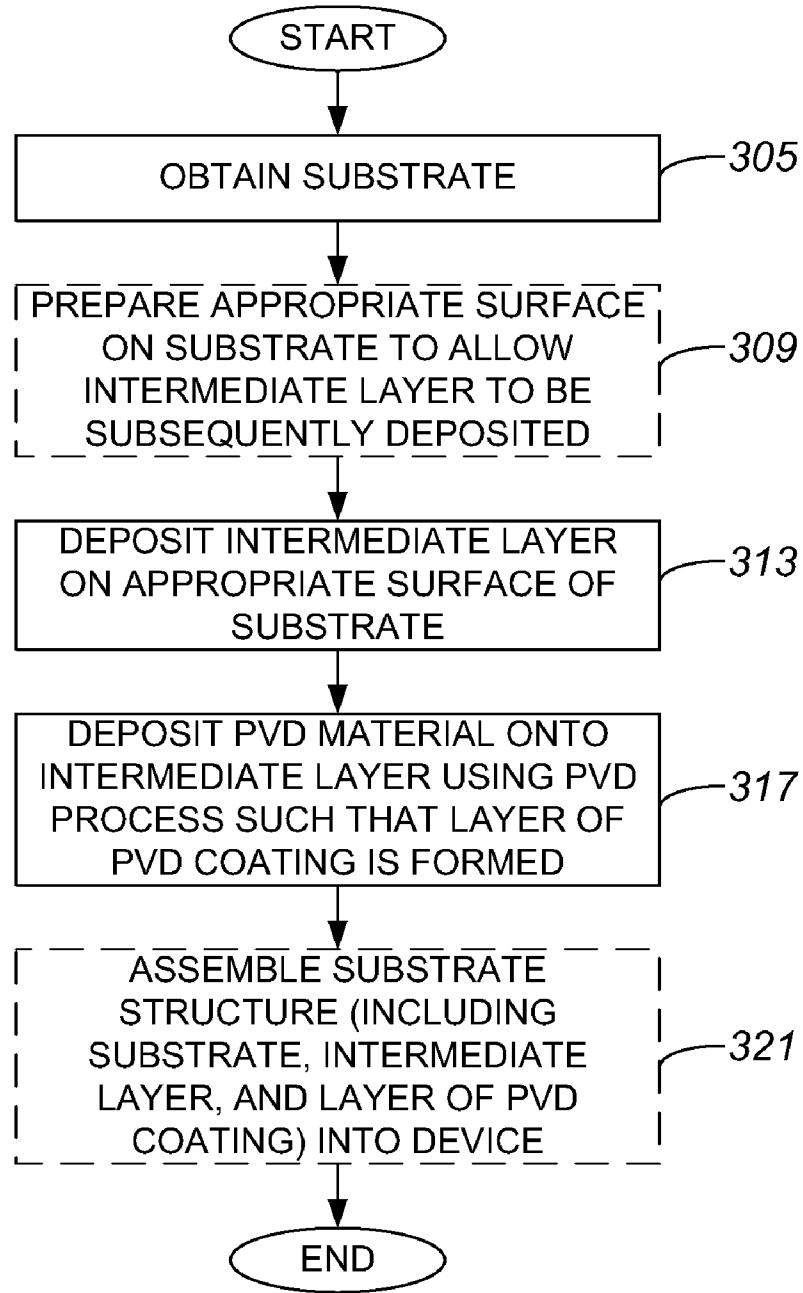 START
OBTAIN SUBSTRATE
305
PREPARE APPROPRIATE SURFACE
ON SUBSTRATE TO ALLOW
INTERMEDIATE LAYER TO BE
SUBSEQUENTLY DEPOSITED
309
DEPOSIT INTERMEDIATE LAYER
ON APPROPRIATE SURFACE OF
SUBSTRATE
313
DEPOSIT PVD MATERIAL ONTO
INTERMEDIATE LAYER USING PVD
PROCESS SUCH THAT LAYER OF
PVD COATING IS FORMED
317
ASSEMBLE SUBSTRATE
STRUCTURE (INCLUDING
SUBSTRATE, INTERMEDIATE
LAYER, AND LAYER OF PVD
COATING) INTO DEVICE
321
END